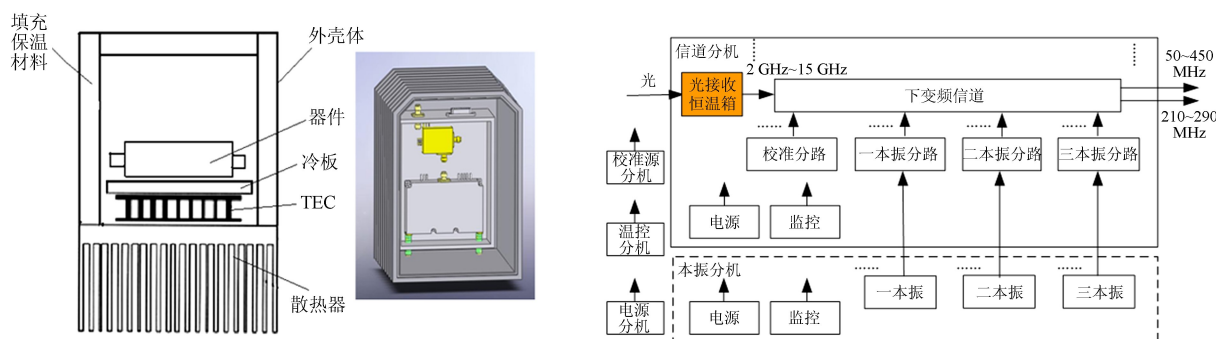 填充
保温
材料
外壳体
器件
冷板
TEC
散热器
信道分机
光
光接收
恒温箱
2 GHz~15 GHz
下变频信道
50~450
MHz
210~290
MHz
......
......
......
......
校准源
分机
校准分路
一本振分路
二本振分路
三本振分路
温控
分机
电源
监控
本振分机
......
......
......
一本振
二本振
三本振
电源
分机
电源
监控